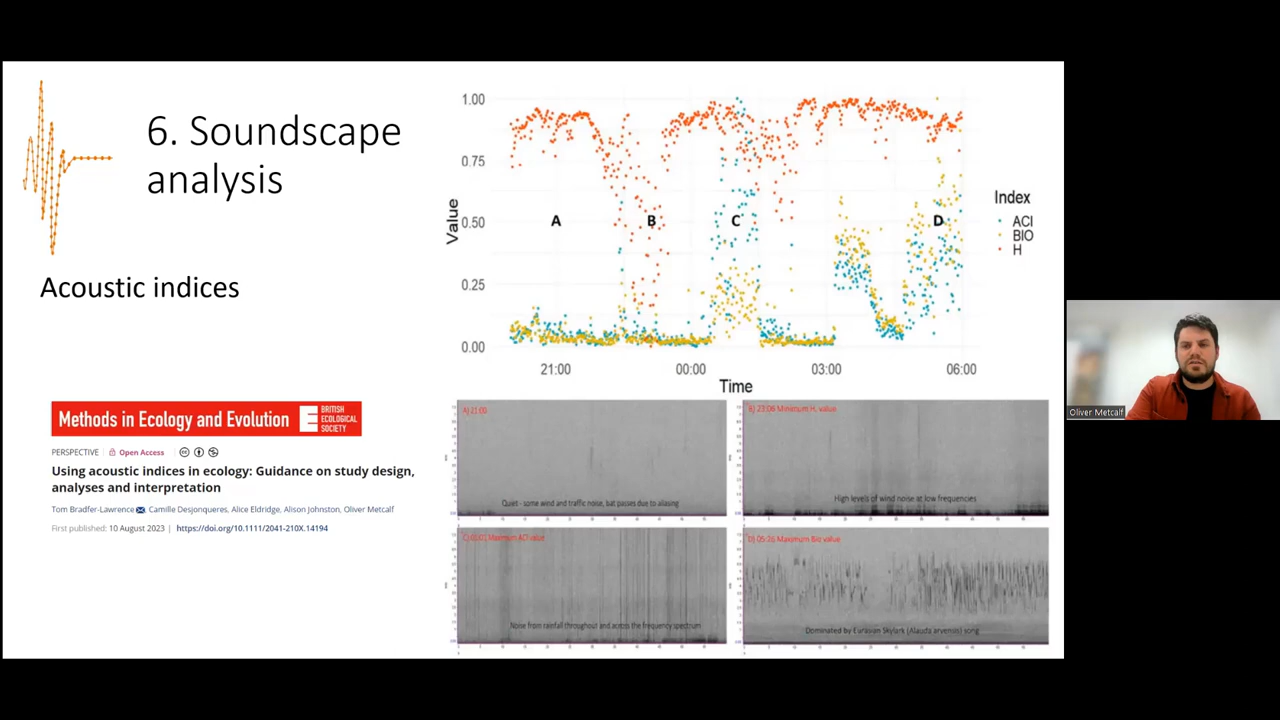 6. Soundscape
analysis
Acoustic indices
Methods in Ecology and Evolution
BRITISH
ECOLOGICAL
SOCIETY
PERSPECTIVE
Open Access
Using acoustic indices in ecology: Guidance on study design,
analyses and interpretation
Tom Bradfer-Lawrence, Camille Desjonqueres, Alice Eldridge, Alison Johnston, Oliver Metcalf
First published: 10 August 2023 | https://doi.org/10.1111/2041-210X.14194
1.00
0.75
0.50
0.25
0.00
Value
A
B
C
D
21:00
00:00
03:00
06:00
Time
Index
ACI
BIO
H
A) 21:00
Quiet - some wind and traffic noise, bat passes due to aliasing
B) 23:06 Minimum H, value
High levels of wind noise at low frequencies
C) 01:01 Maximum ACI value
Noise from rainfall throughout and across the frequency spectrum
Maximum Bio value
Dominated by Eurasian Skylark (Alauda arvensis) song
Oliver Metcalf